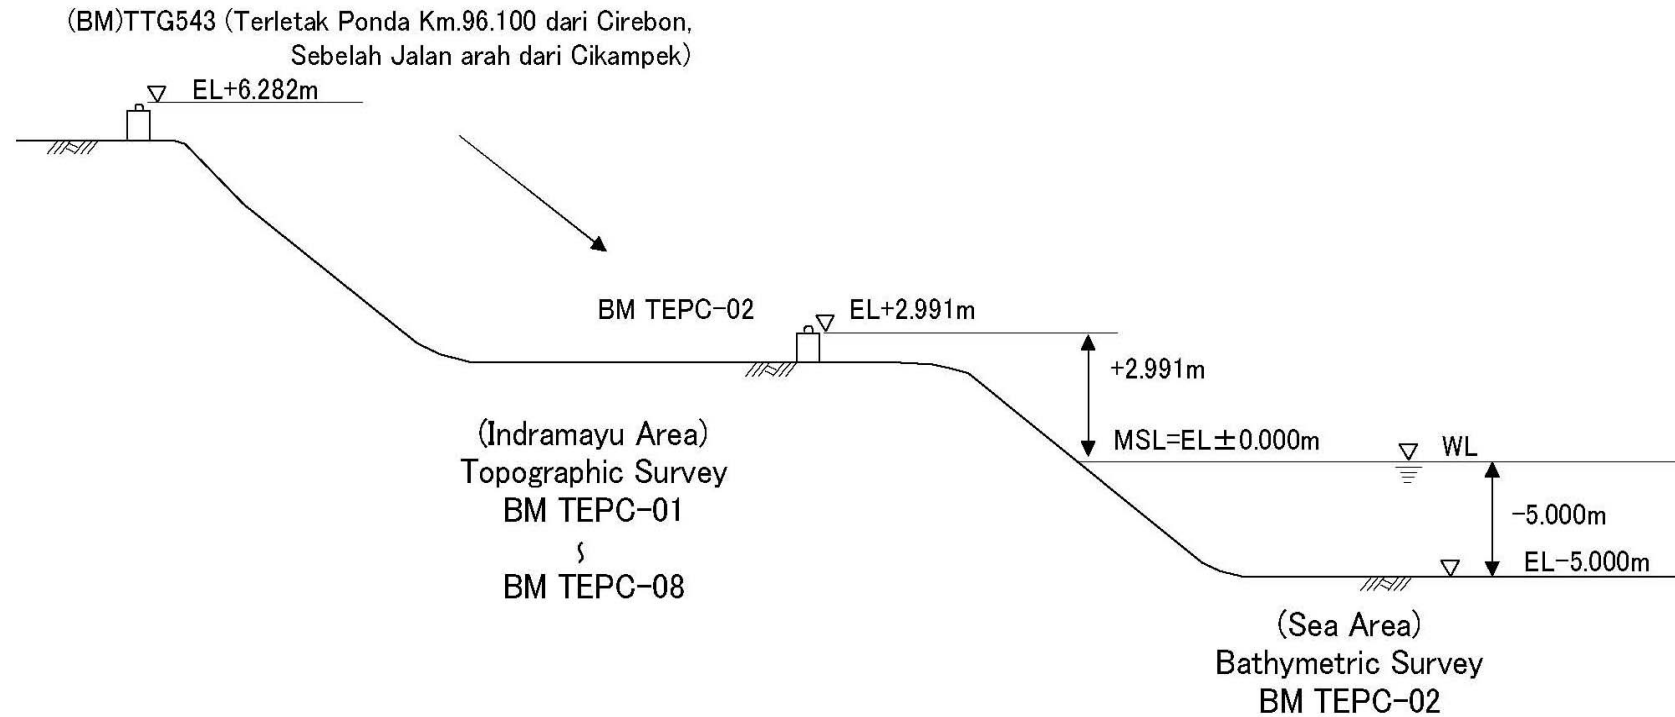 (BM)TTG543 (Terletak Ponda Km.96.100 dari Cirebon,
Sebelah Jalan arah dari Cikampek)
EL+6.282m
BM TEPC-02
EL+2.991m
+2.991m
MSL=EL±0.000m
WL
-5.000m
EL-5.000m
(Indramayu Area)
Topographic Survey
BM TEPC-01
~
BM TEPC-08
(Sea Area)
Bathymetric Survey
BM TEPC-02